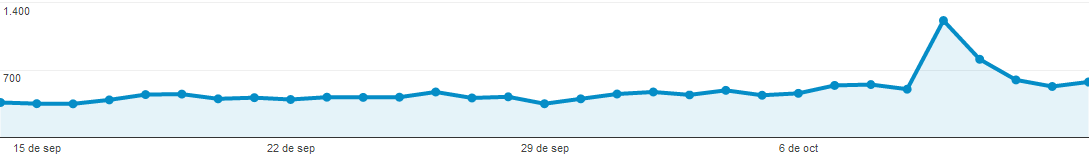 1.400
700
15 de sep
22 de sep
29 de sep
6 de oct